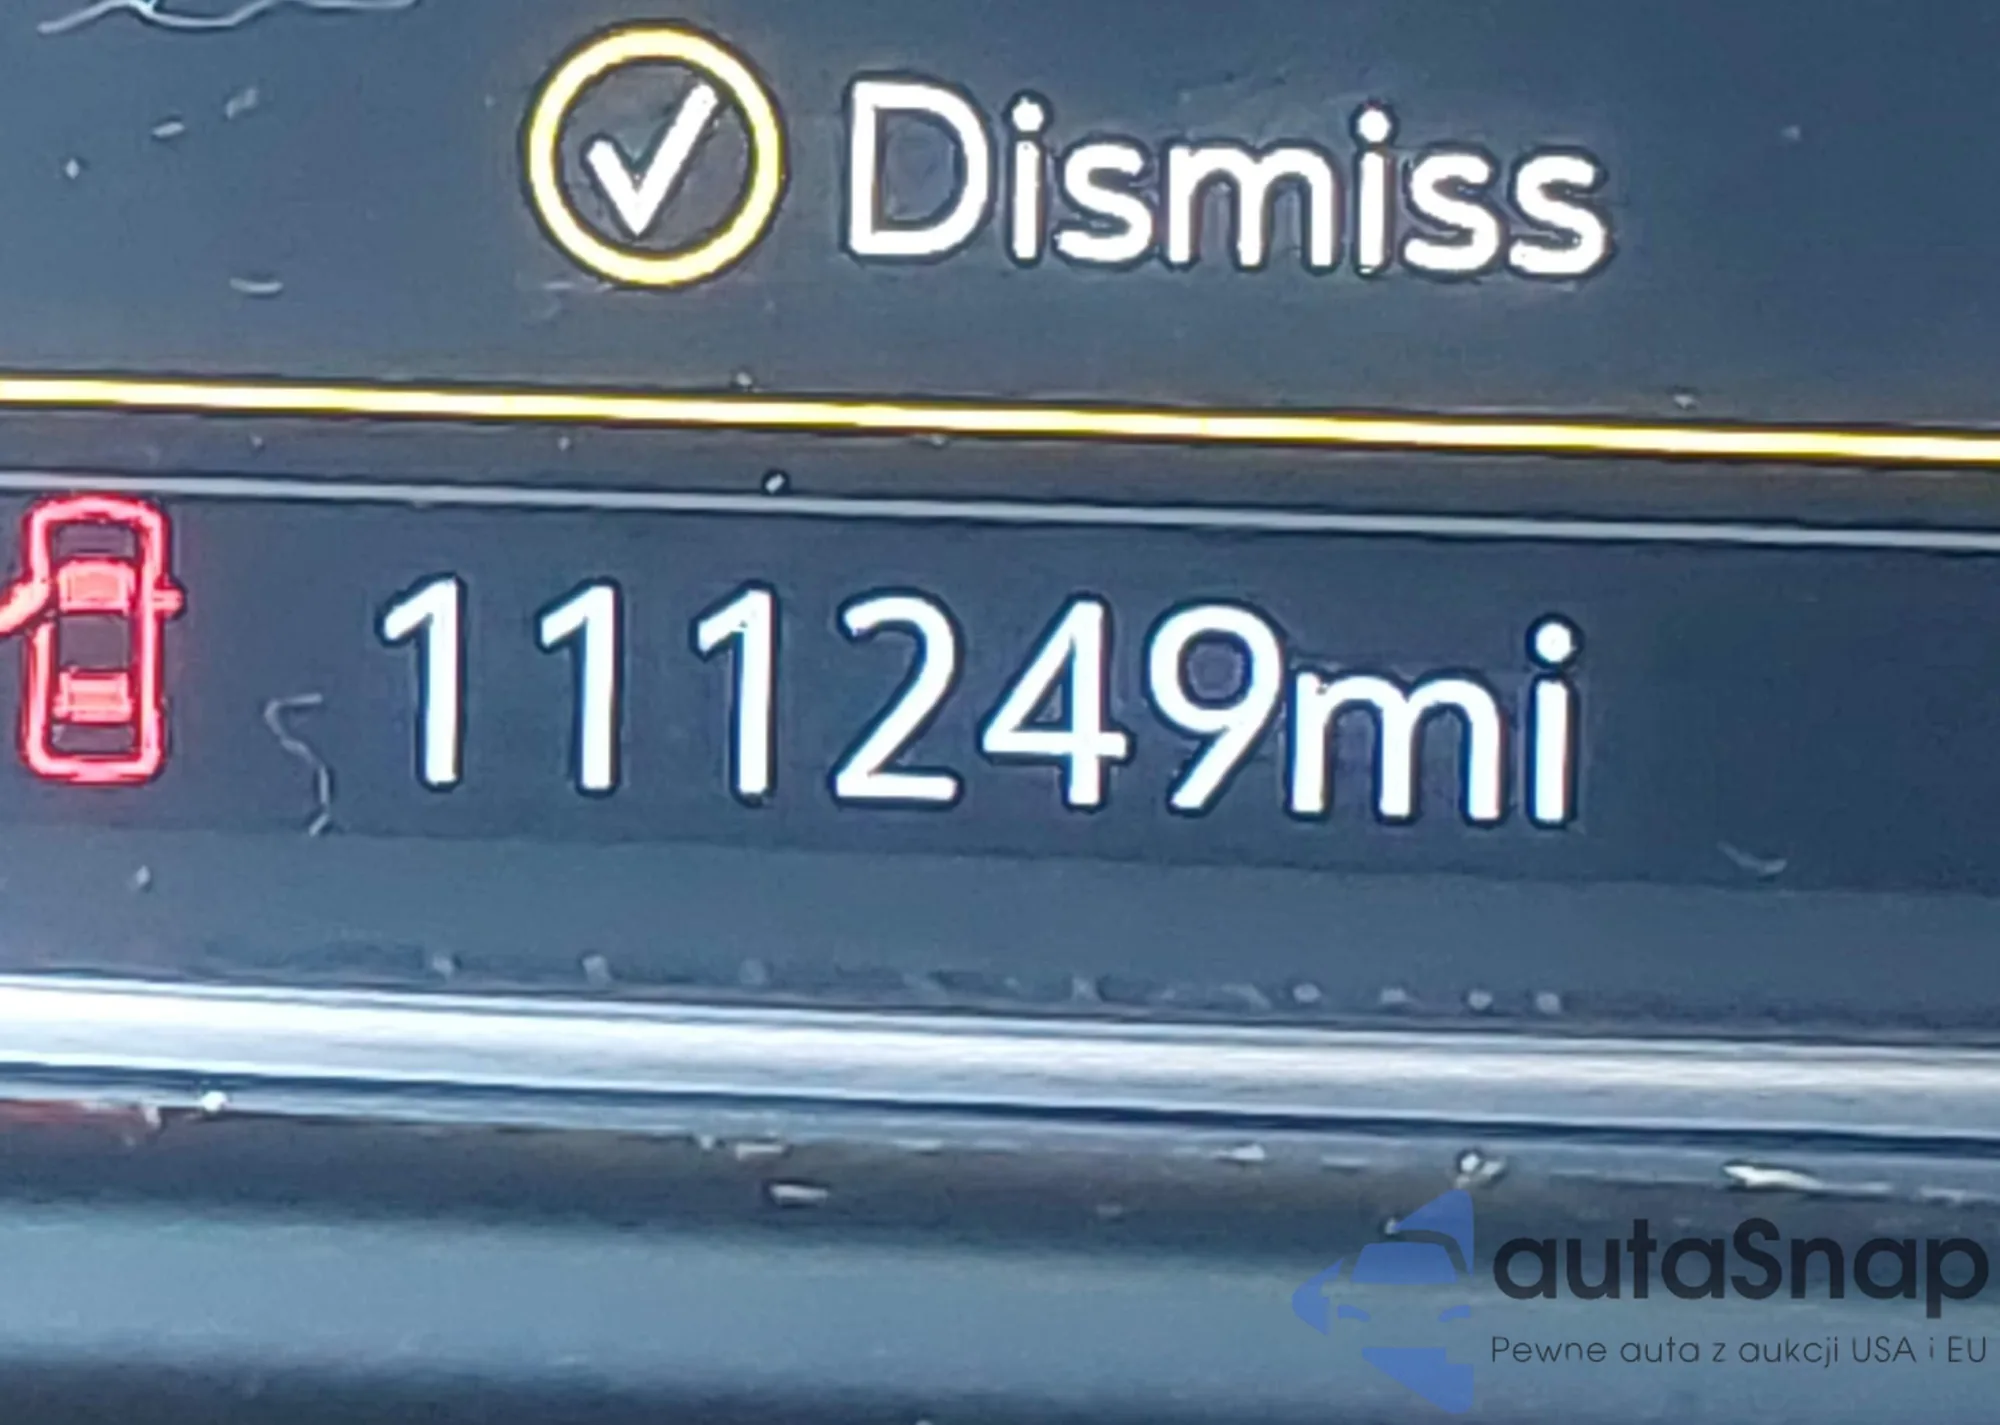 Dismiss
111249mi
autaSnap
Pewne auta z aukcji USA i EU